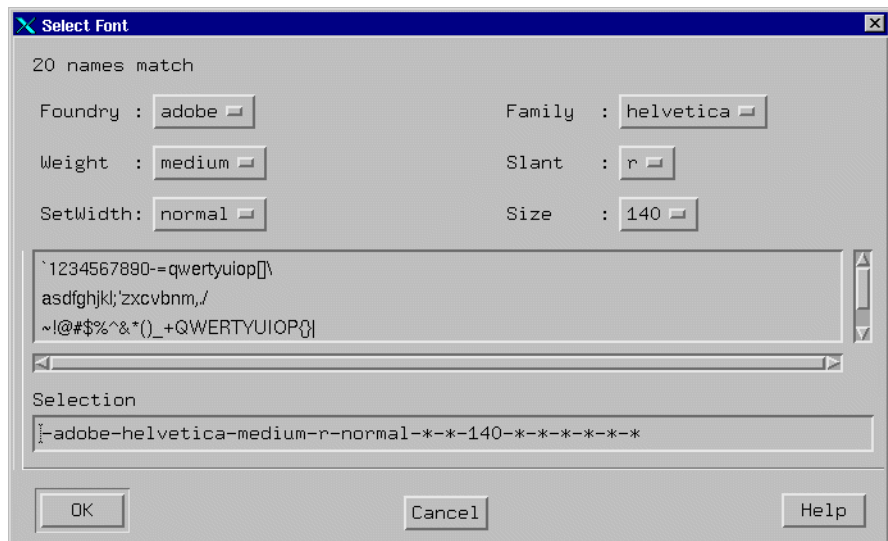 Select Font
20 names match
Foundry : adobe Family : helvetica
Weight : medium Slant : r
SetWidth: normal Size : 140
`1234567890-=qwertyuiop[]\
asdfghjkl;'zxcvbnm,./
~!@#$%^&*()_+QWERTYUIOP{}|
Selection
-adobe-helvetica-medium-r-normal-*-*-140-*-*-*-*-*-*
OK Cancel Help